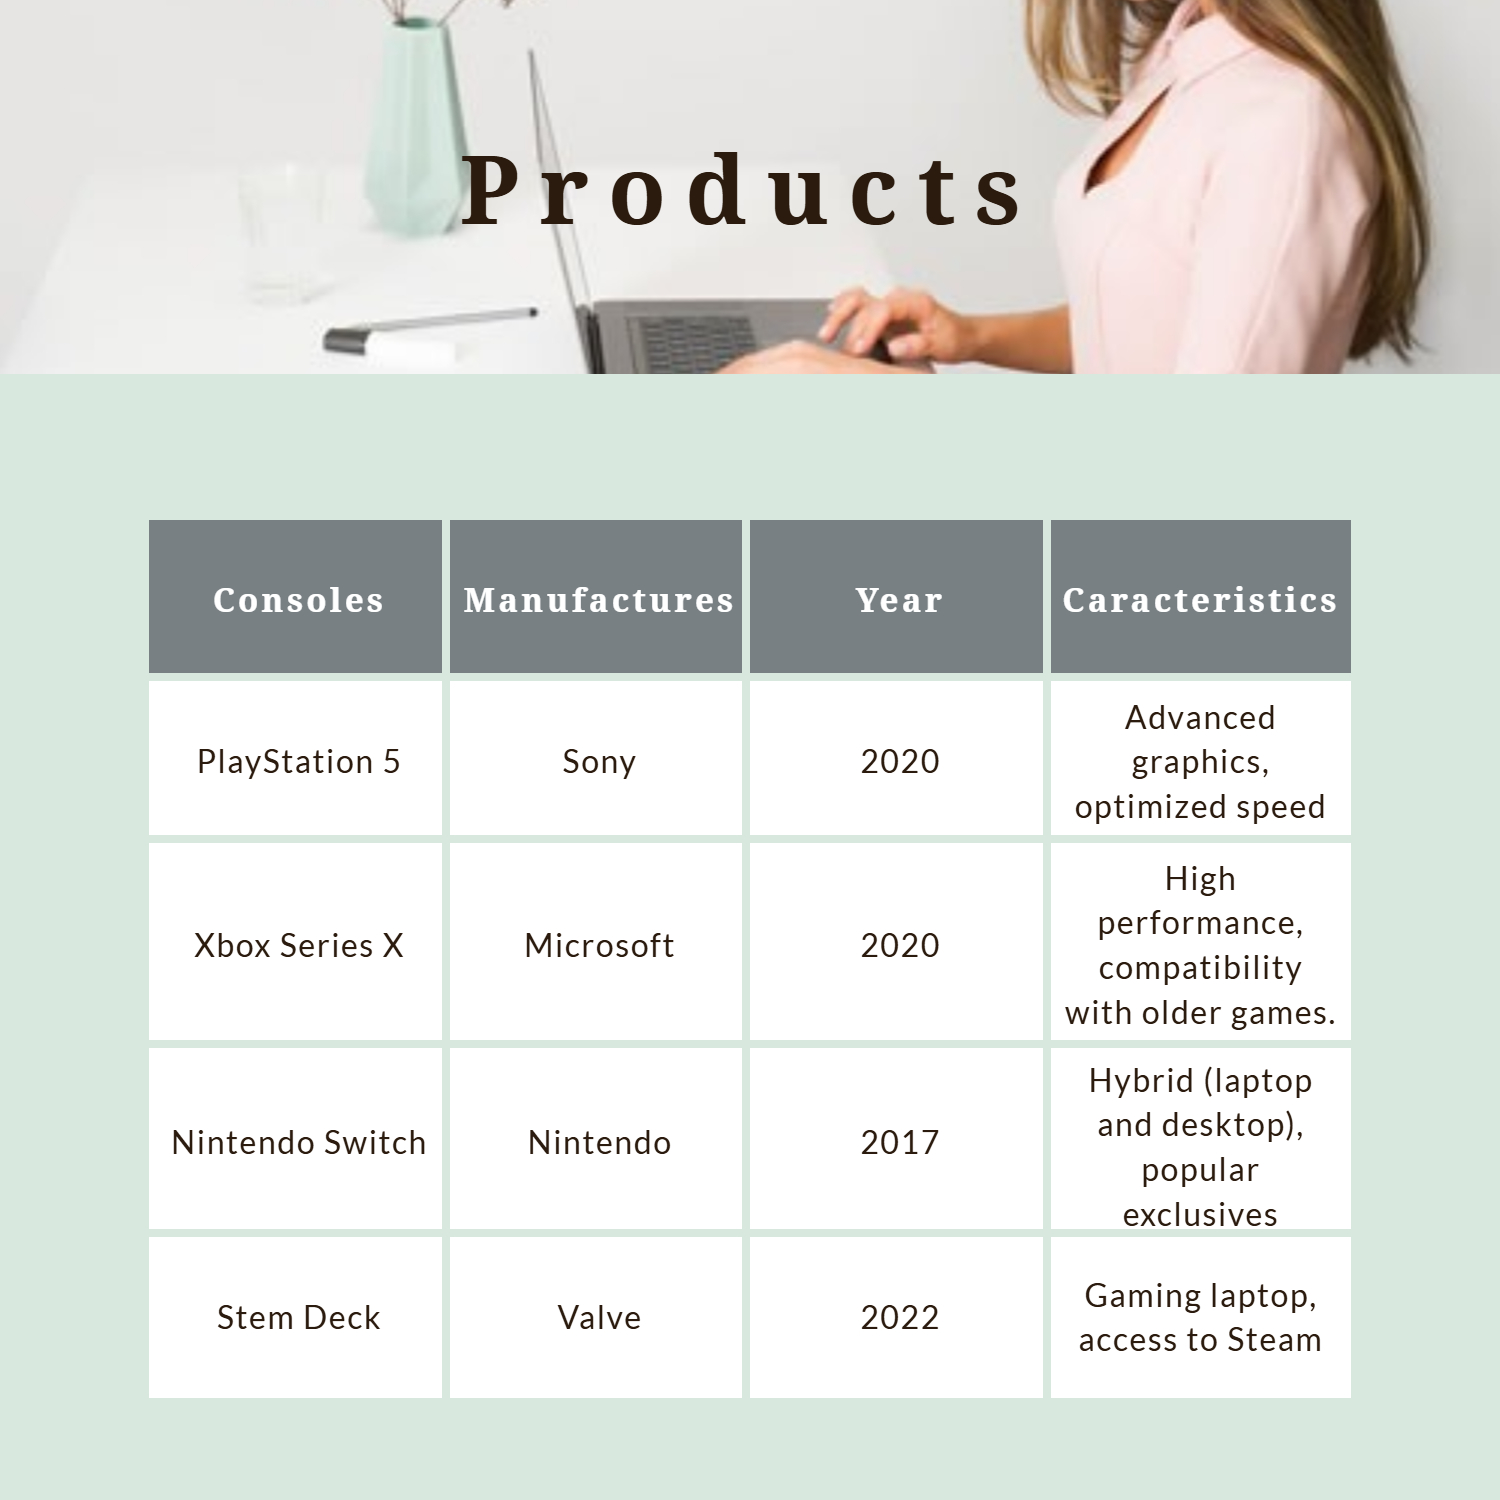 Products
Consoles Manufactures Year Caracteristics
PlayStation 5 Sony 2020 Advanced
graphics,
optimized speed
Xbox Series X Microsoft 2020 High
performance,
compatibility
with older games.
Nintendo Switch Nintendo 2017 Hybrid (laptop
and desktop),
popular
exclusives
Stem Deck Valve 2022 Gaming laptop,
access to Steam